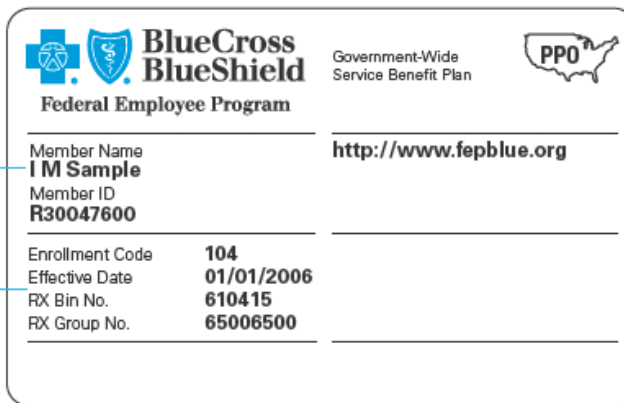 BlueCross
BlueShield
Federal Employee Program
Government-Wide
Service Benefit Plan
PPO
Member Name
I M Sample
Member ID
R30047600
http://www.fepblue.org
Enrollment Code 104
Effective Date 01/01/2006
RX Bin No. 610415
RX Group No. 65006500